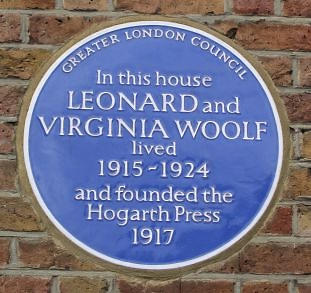 GREATER LONDON COUNCIL
In this house
LEONARD and
VIRGINIA WOOLF
lived
1915-1924
and founded the
Hogarth Press
1917